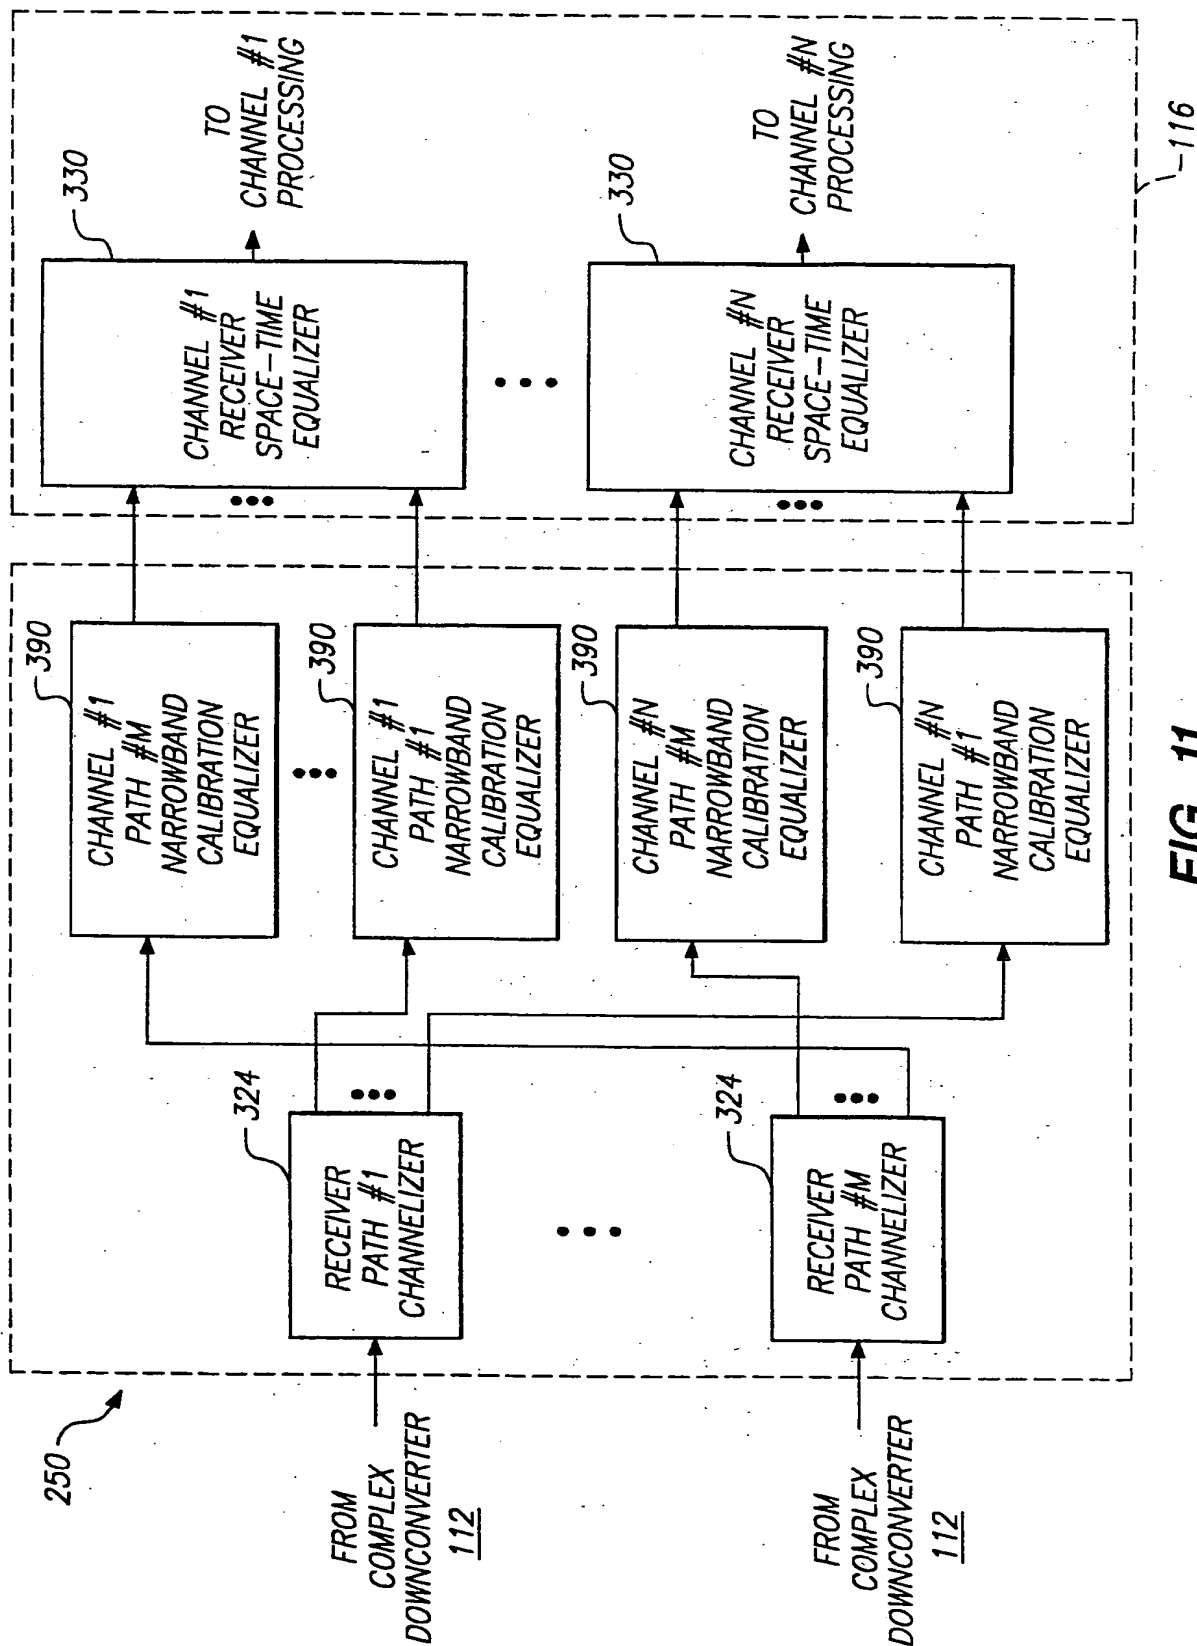 250
FROM
COMPLEX
DOWNCONVERTER
112
FROM
COMPLEX
DOWNCONVERTER
112
324
RECEIVER
PATH #1
CHANNELIZER
324
RECEIVER
PATH #M
CHANNELIZER
390
CHANNEL #1
PATH #M
NARROWBAND
CALIBRATION
EQUALIZER
390
CHANNEL #1
PATH #1
NARROWBAND
CALIBRATION
EQUALIZER
390
CHANNEL #N
PATH #M
NARROWBAND
CALIBRATION
EQUALIZER
390
CHANNEL #N
PATH #1
NARROWBAND
CALIBRATION
EQUALIZER
330
CHANNEL #1
RECEIVER
SPACE-TIME
EQUALIZER
TO
CHANNEL #1
PROCESSING
330
CHANNEL #N
RECEIVER
SPACE-TIME
EQUALIZER
TO
CHANNEL #N
PROCESSING
116
FIG. 11